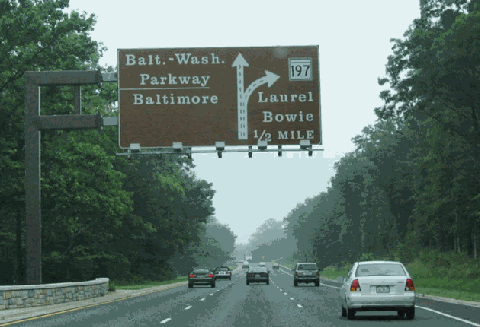 Balt.-Wash.
Parkway
Baltimore
197
Laurel
Bowie
1/2 MILE